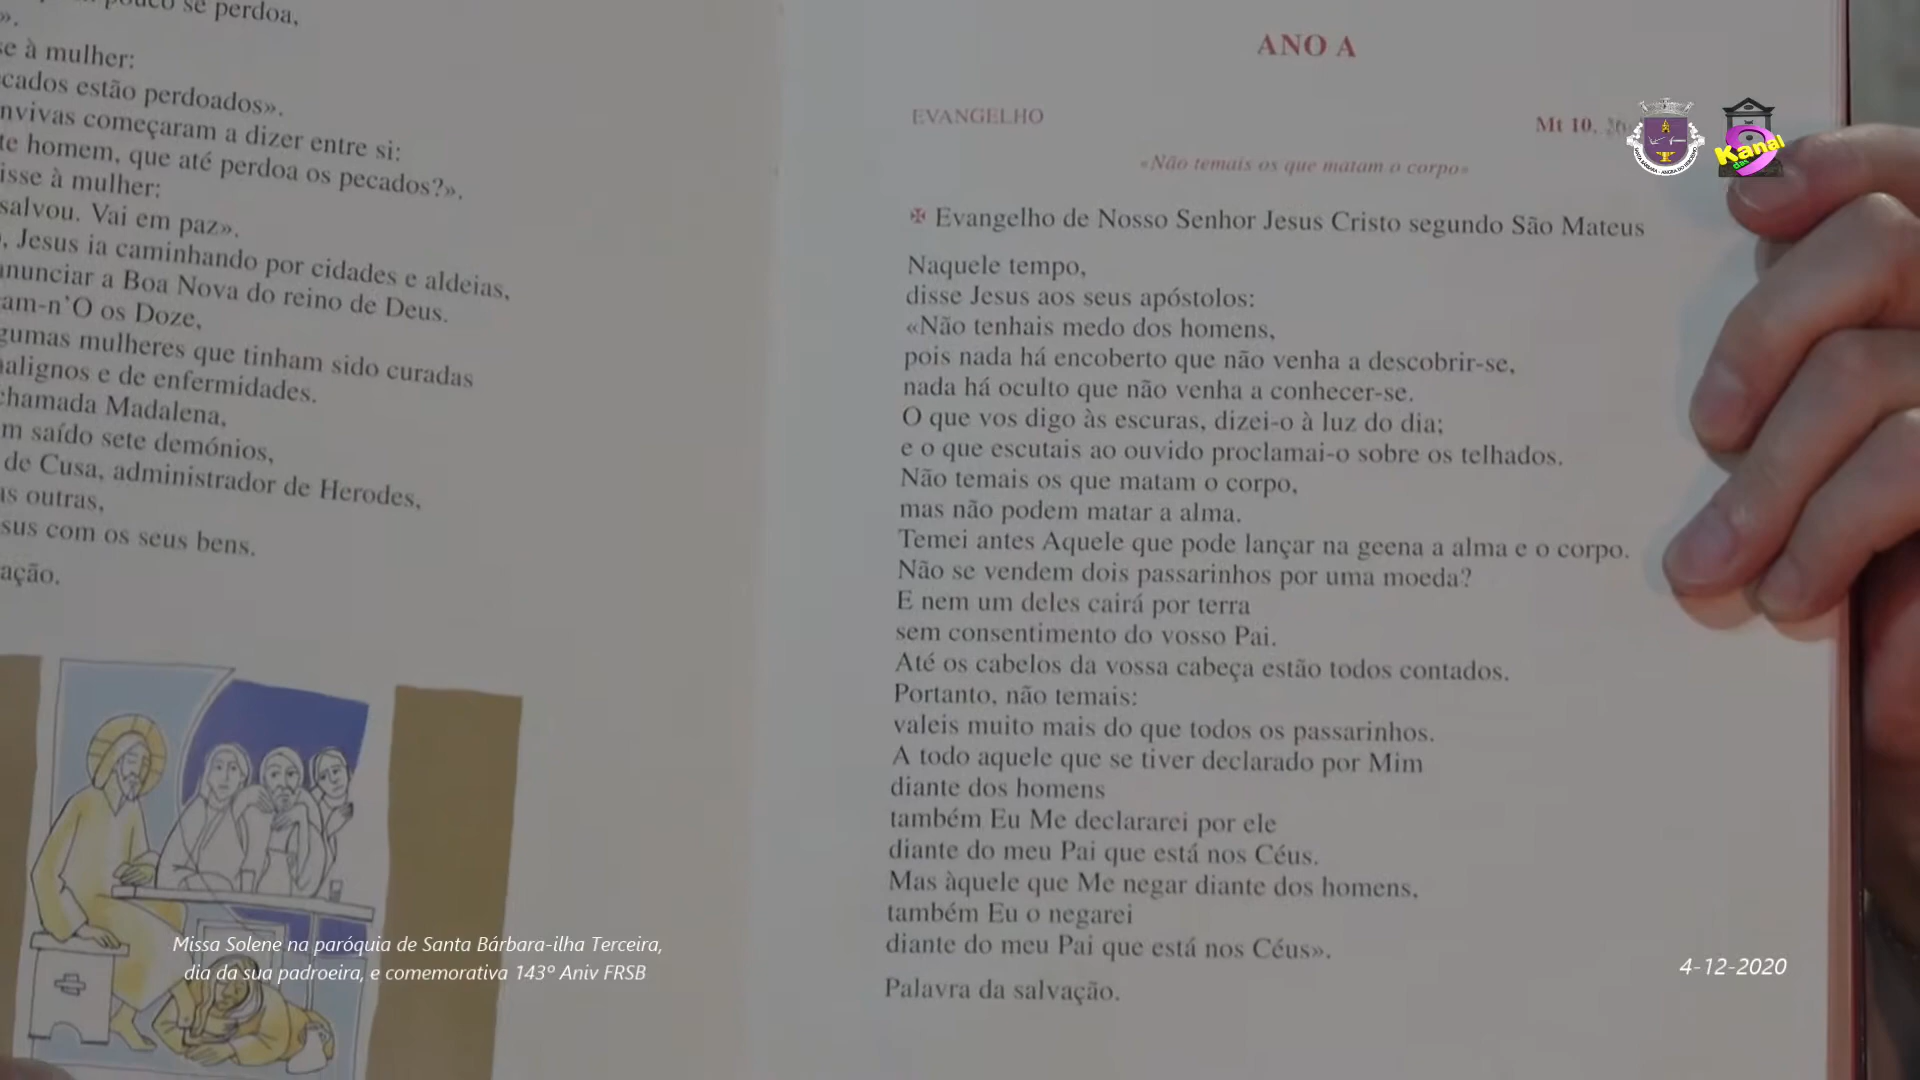 pouco se perdoa,
».
se à mulher:
cados estão perdoados».
nvivas começaram a dizer entre si:
te homem, que até perdoa os pecados?».
isse à mulher:
salvou. Vai em paz».
, Jesus ia caminhando por cidades e aldeias,
anunciar a Boa Nova do reino de Deus.
am-n'O os Doze,
gumas mulheres que tinham sido curadas
alignos e de enfermidades.
chamada Madalena,
m saído sete demónios,
de Cusa, administrador de Herodes,
as outras,
sus com os seus bens.
ação.
ANO A
EVANGELHO
Mt 10,
«Não temais os que matam o corpo»
✠ Evangelho de Nosso Senhor Jesus Cristo segundo São Mateus
Naquele tempo,
disse Jesus aos seus apóstolos:
«Não tenhais medo dos homens,
pois nada há encoberto que não venha a descobrir-se,
nada há oculto que não venha a conhecer-se.
O que vos digo às escuras, dizei-o à luz do dia;
e o que escutais ao ouvido proclamai-o sobre os telhados.
Não temais os que matam o corpo,
mas não podem matar a alma.
Temei antes Aquele que pode lançar na geena a alma e o corpo.
Não se vendem dois passarinhos por uma moeda?
E nem um deles cairá por terra
sem consentimento do vosso Pai.
Até os cabelos da vossa cabeça estão todos contados.
Portanto, não temais:
valeis muito mais do que todos os passarinhos.
A todo aquele que se tiver declarado por Mim
diante dos homens
também Eu Me declararei por ele
diante do meu Pai que está nos Céus.
Mas àquele que Me negar diante dos homens,
também Eu o negarei
diante do meu Pai que está nos Céus».
Palavra da salvação.
Kanal
das
9
Missa Solene na paróquia de Santa Bárbara-ilha Terceira,
dia da sua padroeira, e comemorativa 143º Aniv FRSB
4-12-2020